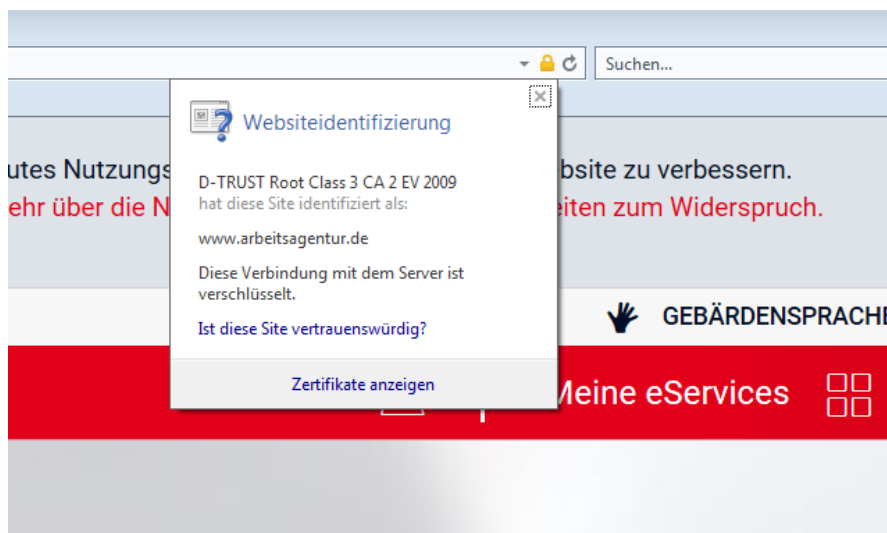 Suchen...
Websiteidentifizierung
utes Nutzungs
bsite zu verbessern.
D-TRUST Root Class 3 CA 2 EV 2009
hat diese Site identifiziert als:
ehr über die N
iten zum Widerspruch.
www.arbeitsagentur.de
Diese Verbindung mit dem Server ist
verschlüsselt.
Ist diese Site vertrauenswürdig?
GEBÄRDENSPRACHE
Zertifikate anzeigen
Meine eServices